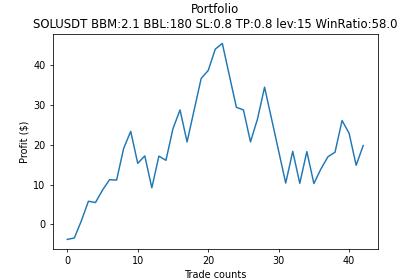 Portfolio
SOLUSDT BBM:2.1 BBL:180 SL:0.8 TP:0.8 lev:15 WinRatio:58.0
Profit ($)
40
30
20
10
0
0
10
20
30
40
Trade counts